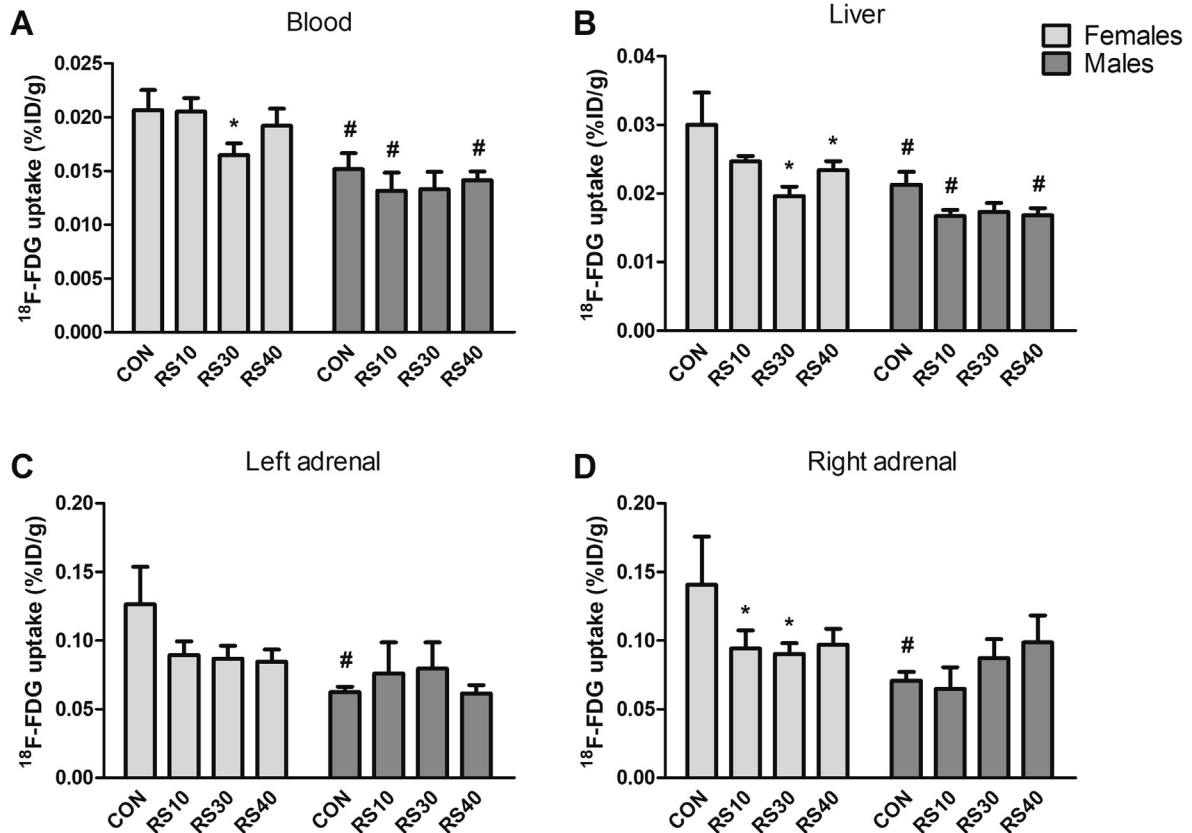 A
Blood
¹⁸F-FDG uptake (%ID/g)
0.025
0.020
0.015
0.010
0.005
0.000
*
#
#
#
CON RS10 RS30 RS40 CON RS10 RS30 RS40
B
Liver
Females
Males
¹⁸F-FDG uptake (%ID/g)
0.04
0.03
0.02
0.01
0.00
*
*
#
#
#
CON RS10 RS30 RS40 CON RS10 RS30 RS40
C
Left adrenal
¹⁸F-FDG uptake (%ID/g)
0.20
0.15
0.10
0.05
0.00
#
CON RS10 RS30 RS40 CON RS10 RS30 RS40
D
Right adrenal
¹⁸F-FDG uptake (%ID/g)
0.20
0.15
0.10
0.05
0.00
*
*
#
CON RS10 RS30 RS40 CON RS10 RS30 RS40